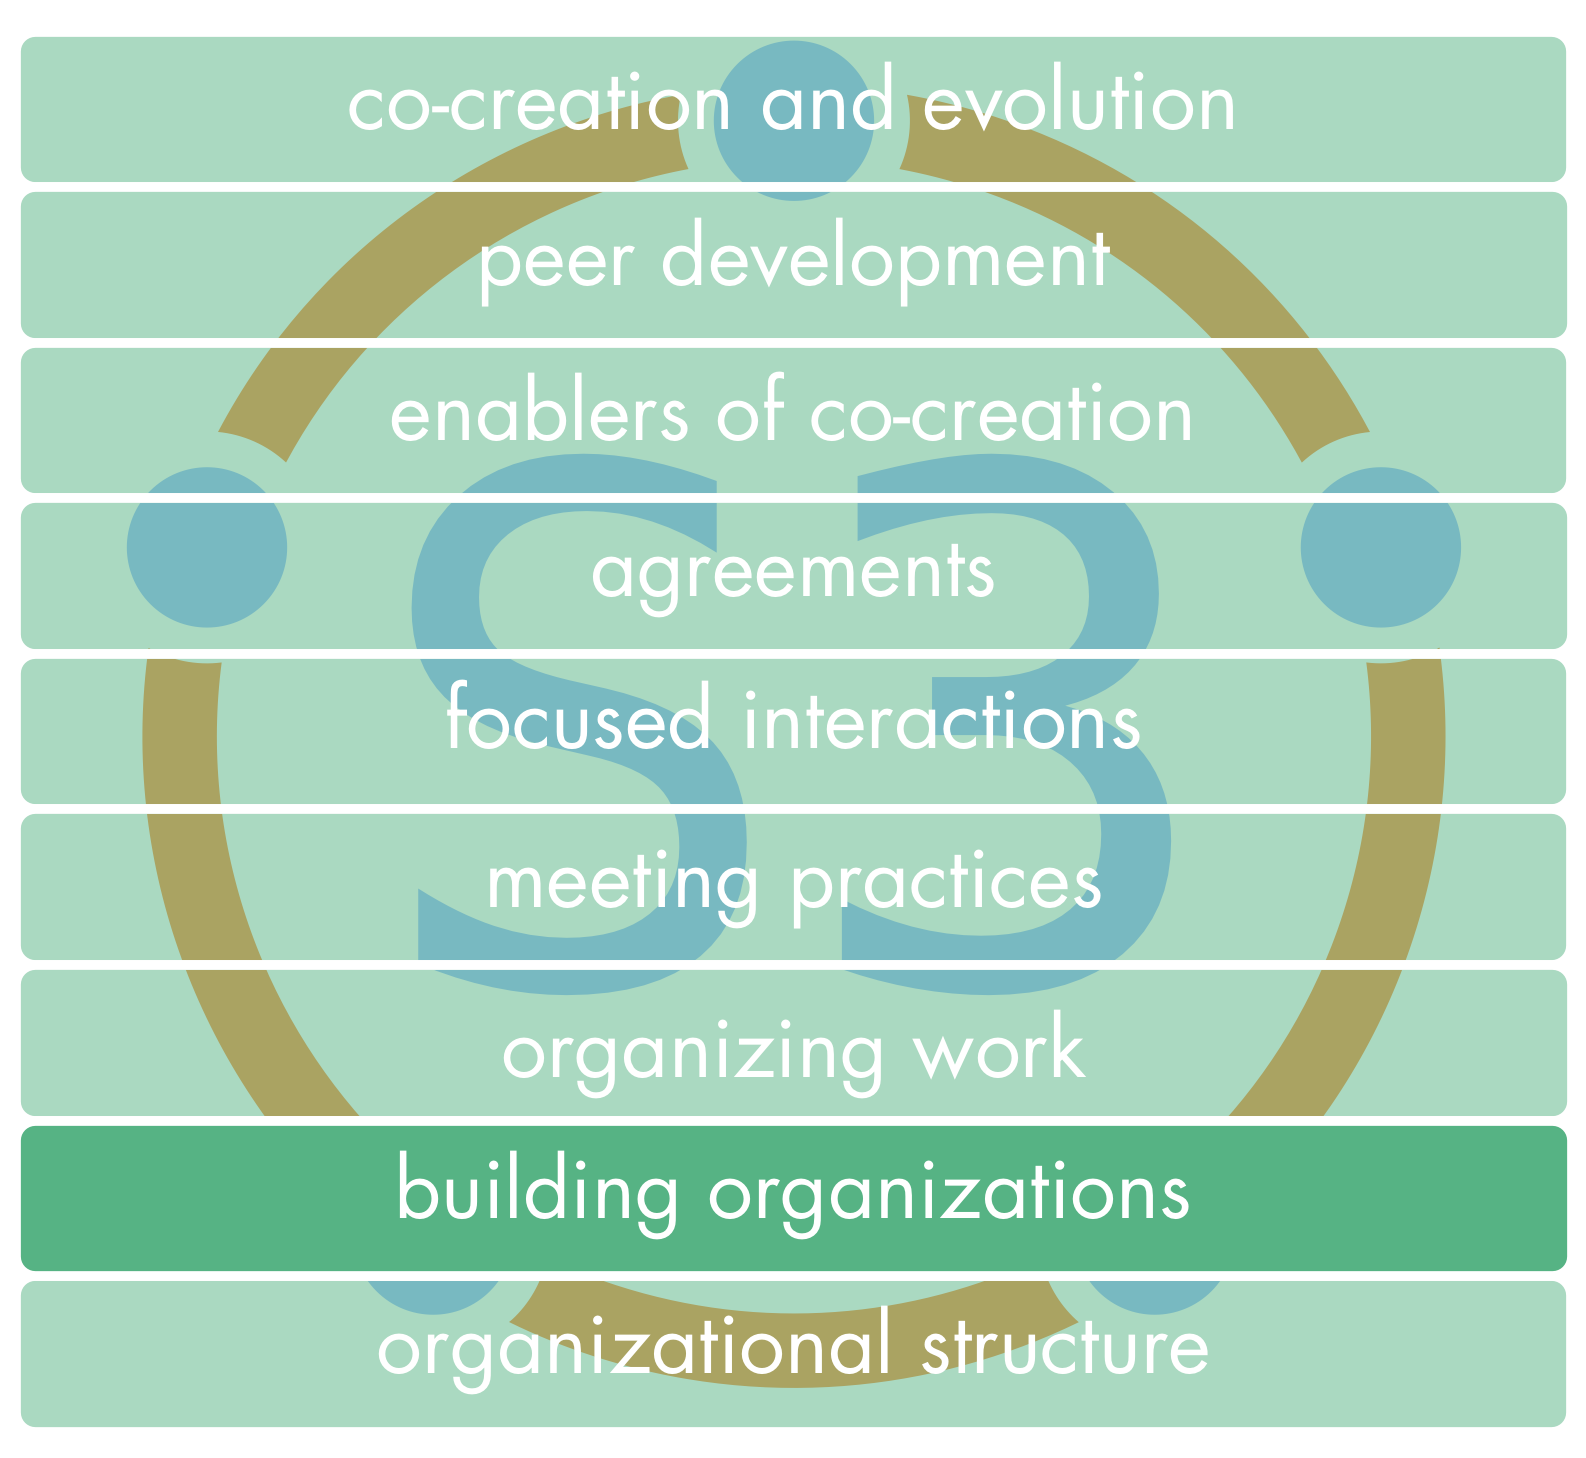 co-creation and evolution
peer development
enablers of co-creation
S3
agreements
focused interactions
meeting practices
organizing work
building organizations
organizational structure